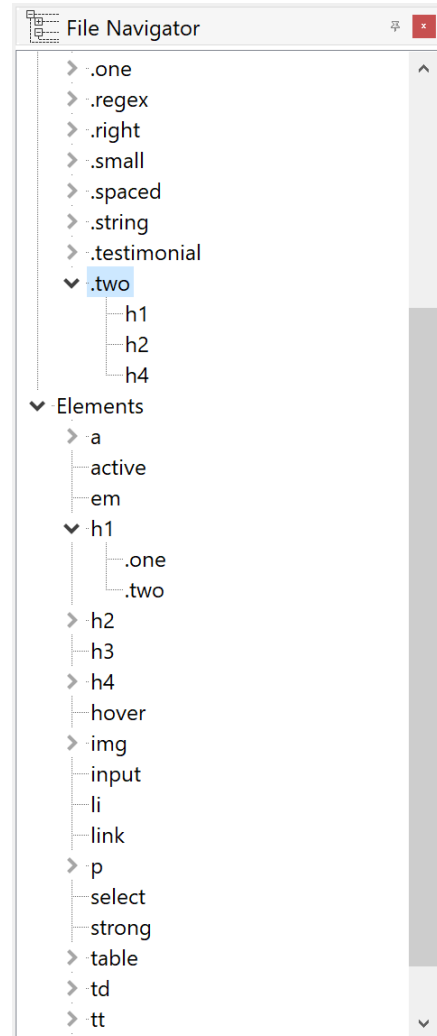 File Navigator
.one
.regex
.right
.small
.spaced
.string
.testimonial
.two
h1
h2
h4
Elements
a
active
em
h1
.one
.two
h2
h3
h4
hover
img
input
li
link
p
select
strong
table
td
tt